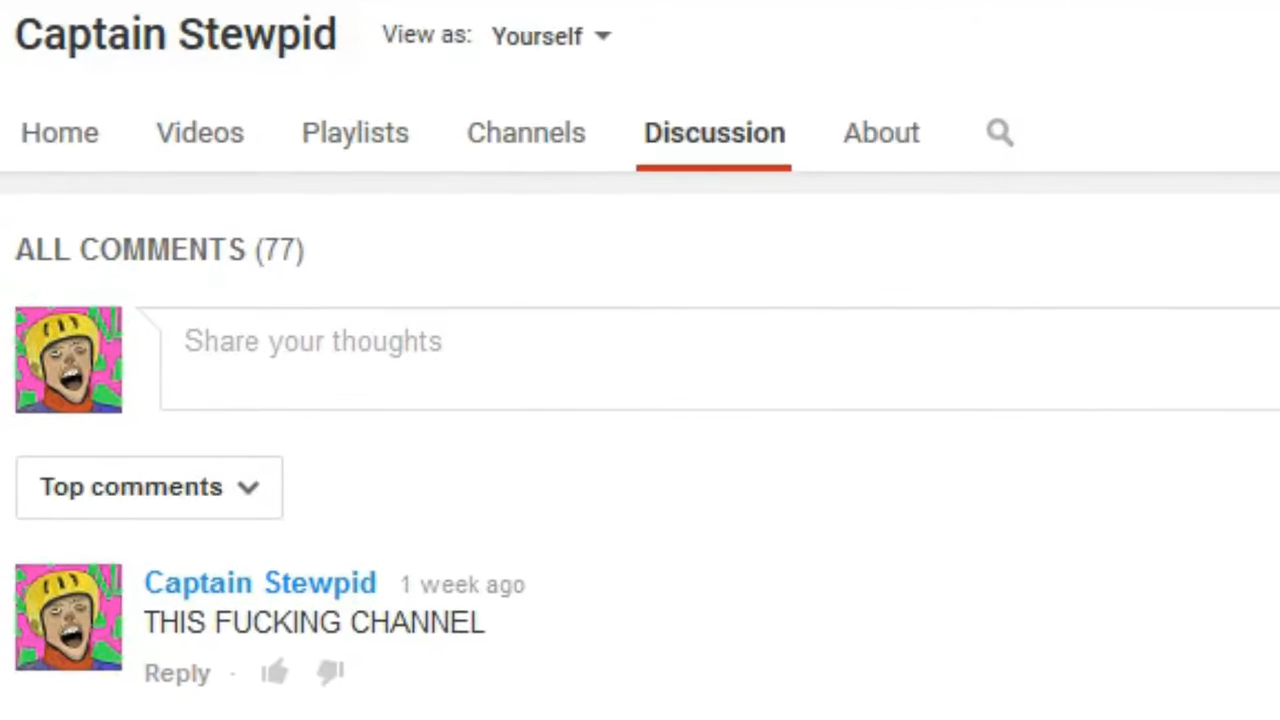 Captain Stewpid View as: Yourself
Home Videos Playlists Channels Discussion About
ALL COMMENTS (77)
Share your thoughts
Top comments
Captain Stewpid 1 week ago
THIS FUCKING CHANNEL
Reply ·